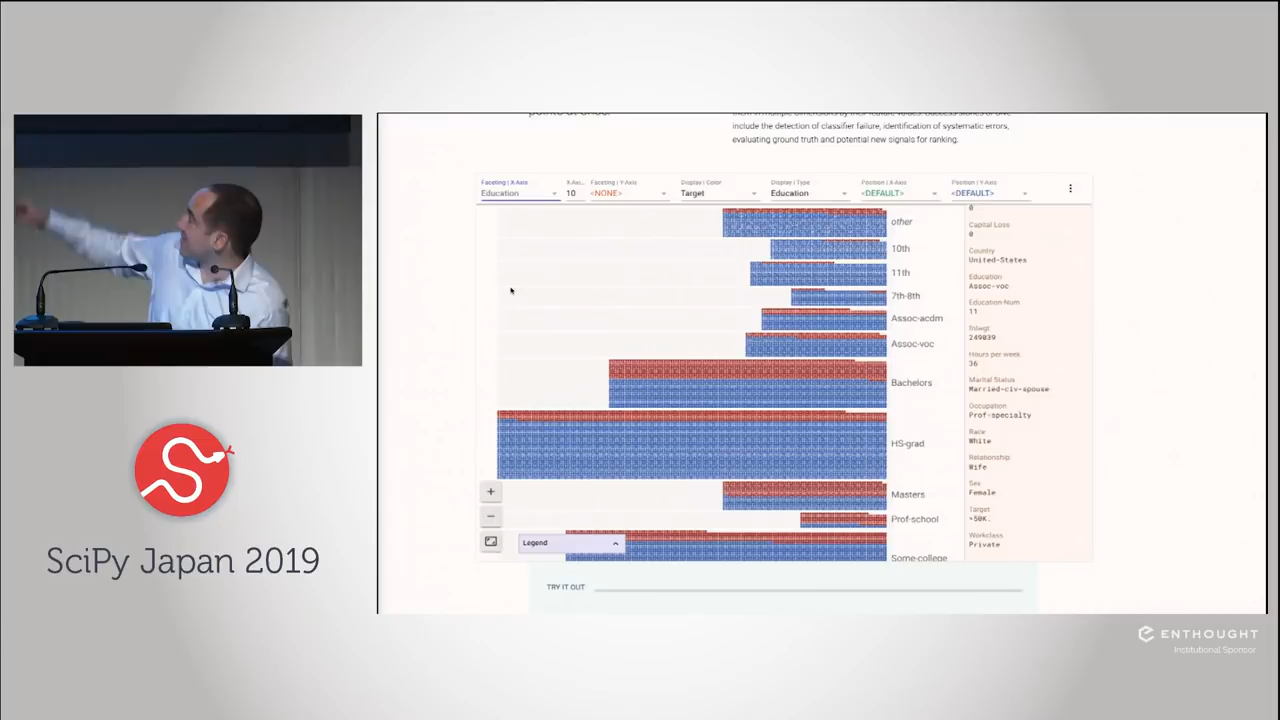 include the detection of classifier failure, identification of systematic errors,
evaluating ground truth and potential new signals for ranking.
Faceting | X-Axis
Education
X-Ax...
10
Faceting | Y-Axis
<NONE>
Display | Color
Target
Display | Type
Education
Position | X-Axis
<DEFAULT>
Position | Y-Axis
<DEFAULT>
other
10th
11th
7th-8th
Assoc-acdm
Assoc-voc
Bachelors
HS-grad
Masters
Prof-school
Some-college
0
Capital Loss
0
Country
United-States
Education
Assoc-voc
Education-Num
11
fnlwgt
249039
Hours per week
36
Marital Status
Married-civ-spouse
Occupation
Prof-specialty
Race
White
Relationship
Wife
Sex
Female
Target
50K.
Workclass
Private
+
−
Legend
TRY IT OUT
SciPy Japan 2019
ENTHOUGHT
Institutional Sponsor